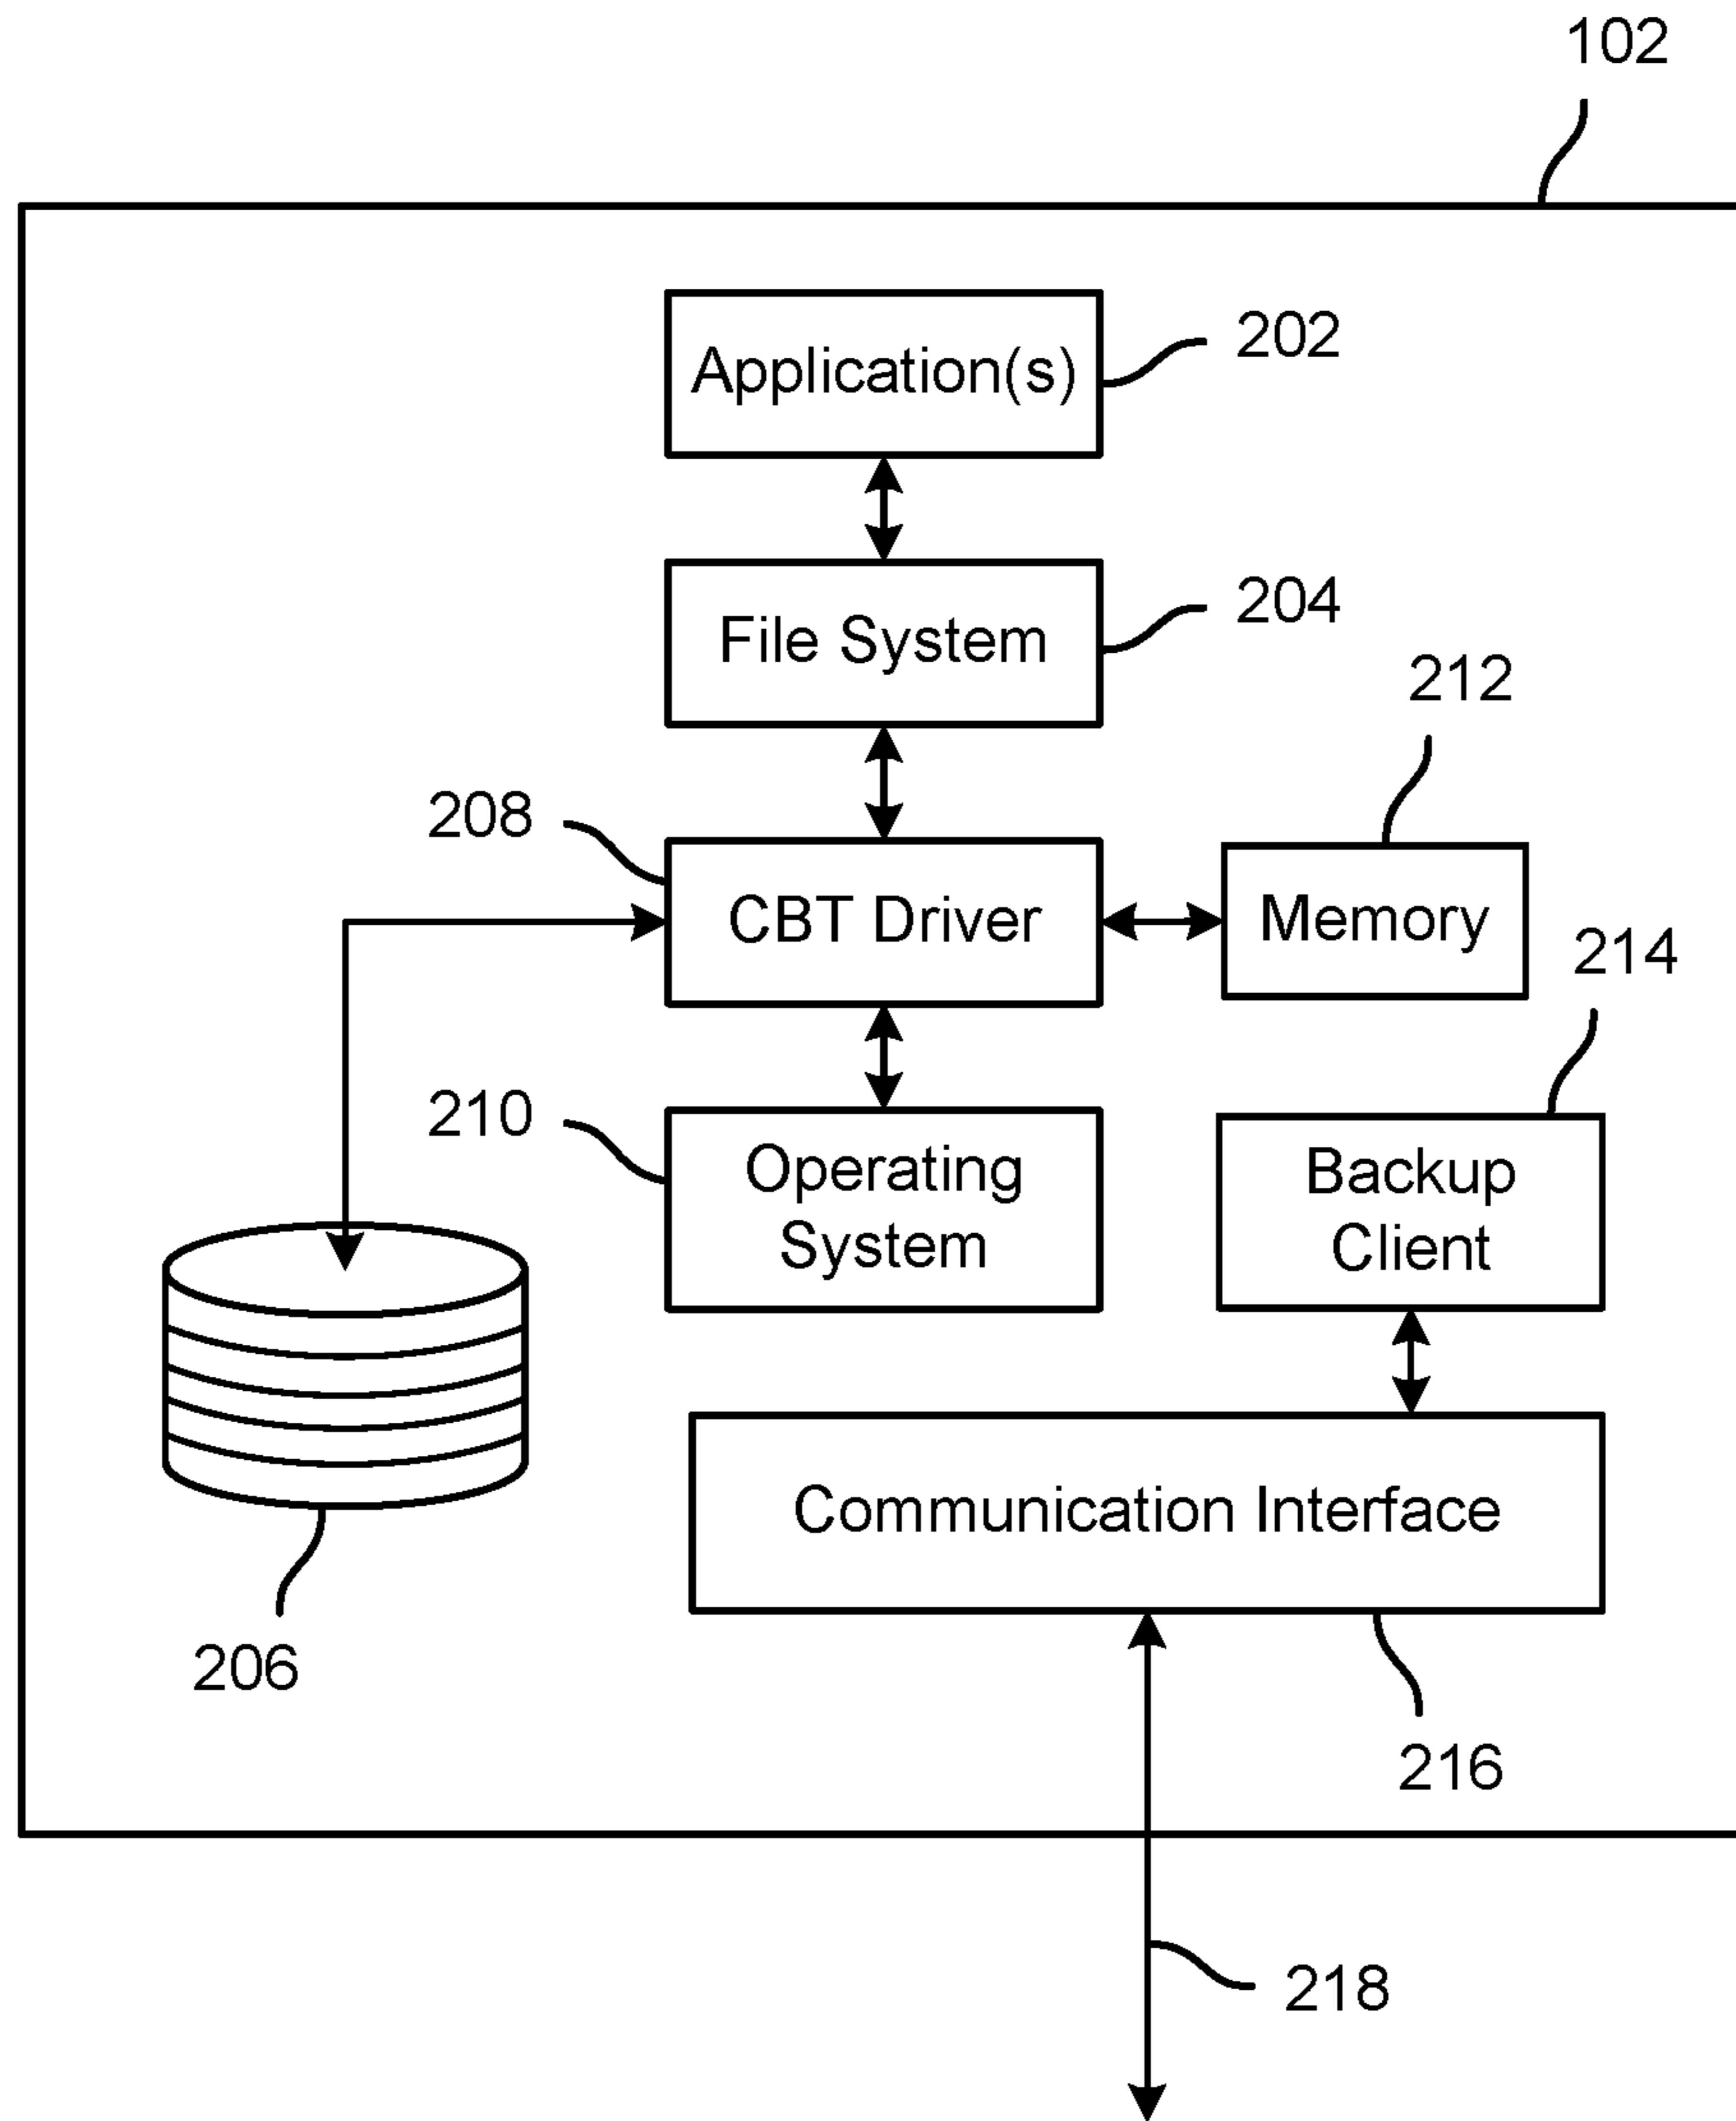 102
Application(s)
202
File System
204
212
208
CBT Driver
Memory
214
210
Operating
System
Backup
Client
Communication Interface
206
216
218